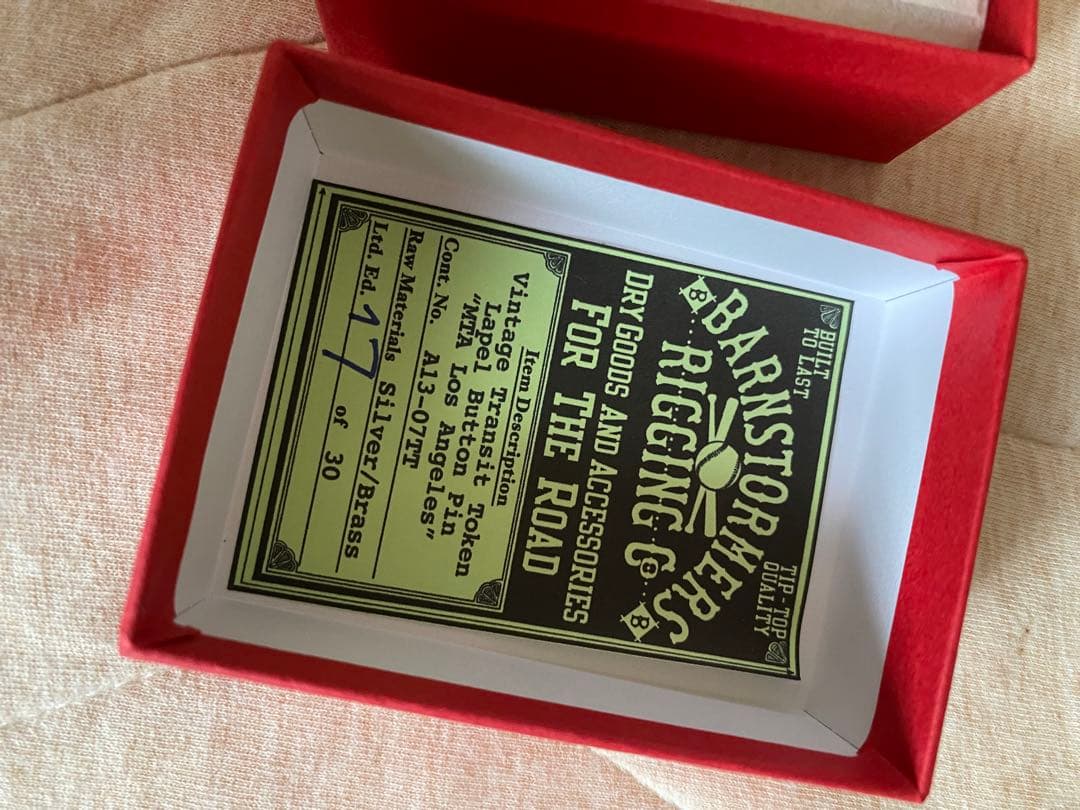 BUILT
TO LAST
TIP-TOP
QUALITY
BARNSTORMERS
B RIGGING Co B
DRY GOODS AND ACCESSORIES
FOR THE ROAD
Item Description
Vintage Transit Token
Lapel Button Pin
"MTA Los Angeles"
Cont. No. A13-07TT
Raw Materials Silver/Brass
Ltd. Ed. 17 of 30